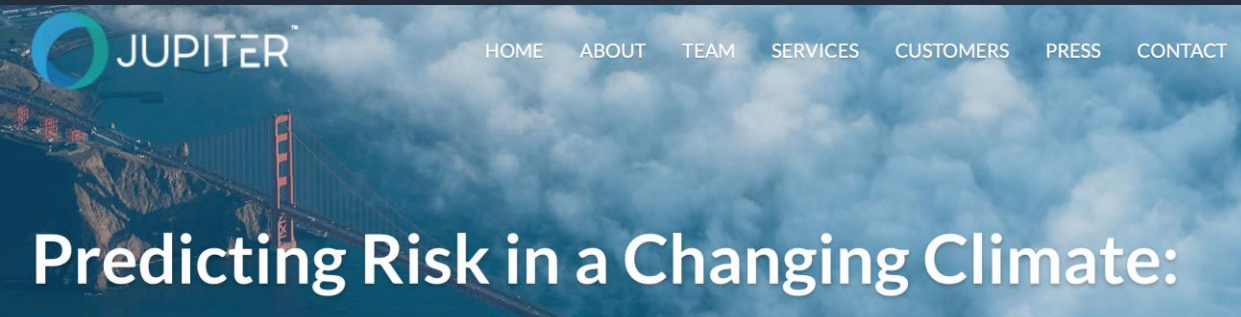 JUPITER™
HOME ABOUT TEAM SERVICES CUSTOMERS PRESS CONTACT
Predicting Risk in a Changing Climate: